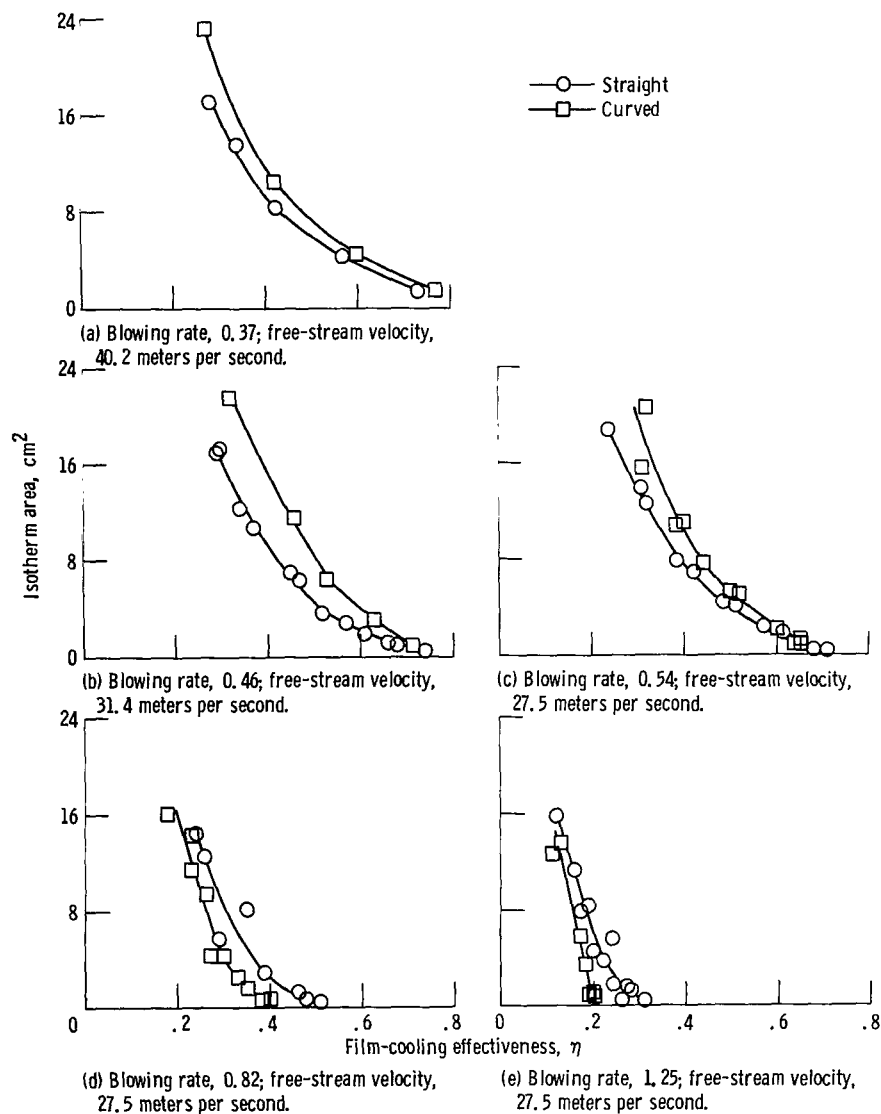 24
16
8
0
Straight
Curved
(a) Blowing rate, 0.37; free-stream velocity,
40.2 meters per second.
Isotherm area, cm2
24
16
8
0
(b) Blowing rate, 0.46; free-stream velocity,
31.4 meters per second.
(c) Blowing rate, 0.54; free-stream velocity,
27.5 meters per second.
24
16
8
0 .2 .4 .6 .8
0 .2 .4 .6 .8
Film-cooling effectiveness, η
(d) Blowing rate, 0.82; free-stream velocity,
27.5 meters per second.
(e) Blowing rate, 1.25; free-stream velocity,
27.5 meters per second.